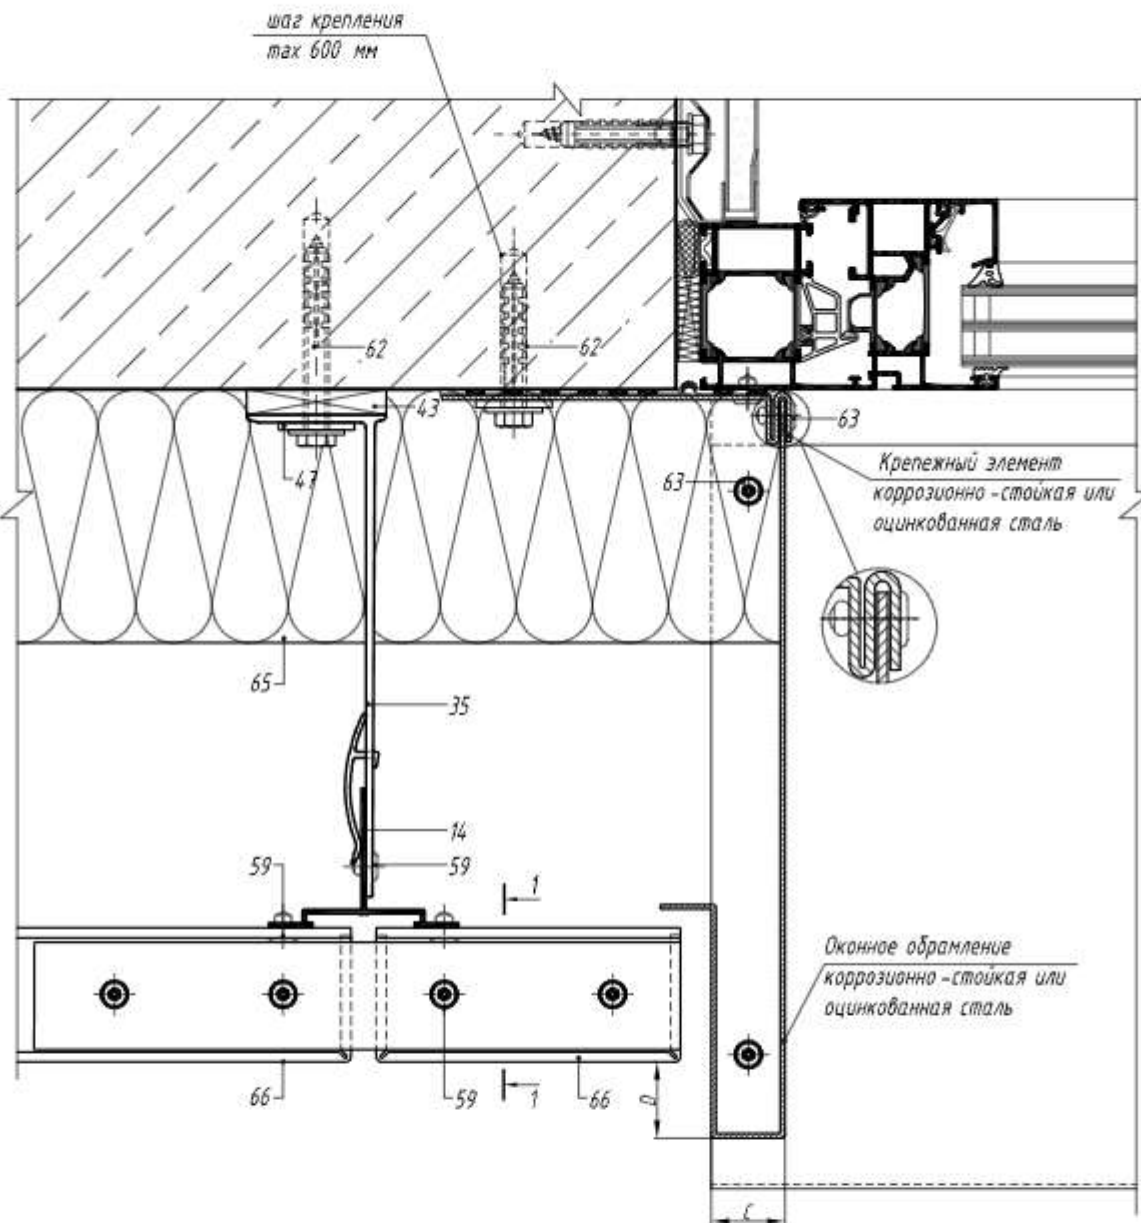 шаг крепления
max 600 мм
62
62
43
47
63
63
Крепежный элемент
коррозионно-стойкая или
оцинкованная сталь
65
35
14
59
59
1
Оконное обрамление
коррозионно-стойкая или
оцинкованная сталь
66
59
1
66
D
C